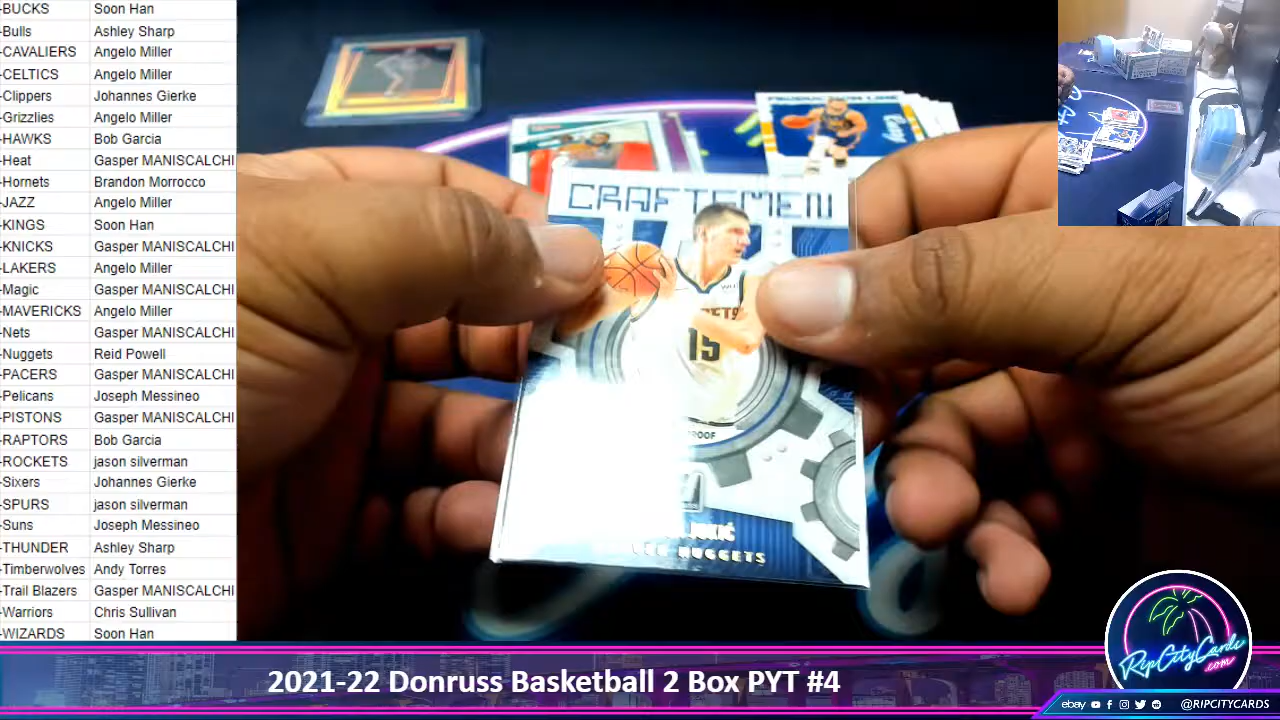 -BUCKS Soon Han
-Bulls Ashley Sharp
-CAVALIERS Angelo Miller
-CELTICS Angelo Miller
-Clippers Johannes Gierke
-Grizzlies Angelo Miller
-HAWKS Bob Garcia
-Heat Gasper MANISCALCHI
-Hornets Brandon Morrocco
-JAZZ Angelo Miller
-KINGS Soon Han
-KNICKS Gasper MANISCALCHI
-LAKERS Angelo Miller
-Magic Gasper MANISCALCHI
-MAVERICKS Angelo Miller
-Nets Gasper MANISCALCHI
-Nuggets Reid Powell
-PACERS Gasper MANISCALCHI
-Pelicans Joseph Messineo
-PISTONS Gasper MANISCALCHI
-RAPTORS Bob Garcia
-ROCKETS jason silverman
-Sixers Johannes Gierke
-SPURS jason silverman
-Suns Joseph Messineo
-THUNDER Ashley Sharp
-Timberwolves Andy Torres
-Trail Blazers Gasper MANISCALCHI
-Warriors Chris Sullivan
-WIZARDS Soon Han
CRAFTSMEN
15
JOKIĆ
NUGGETS
RipCityCards
.com
2021-22 Donruss Basketball 2 Box PYT #4
ebay @RIPCITYCARDS